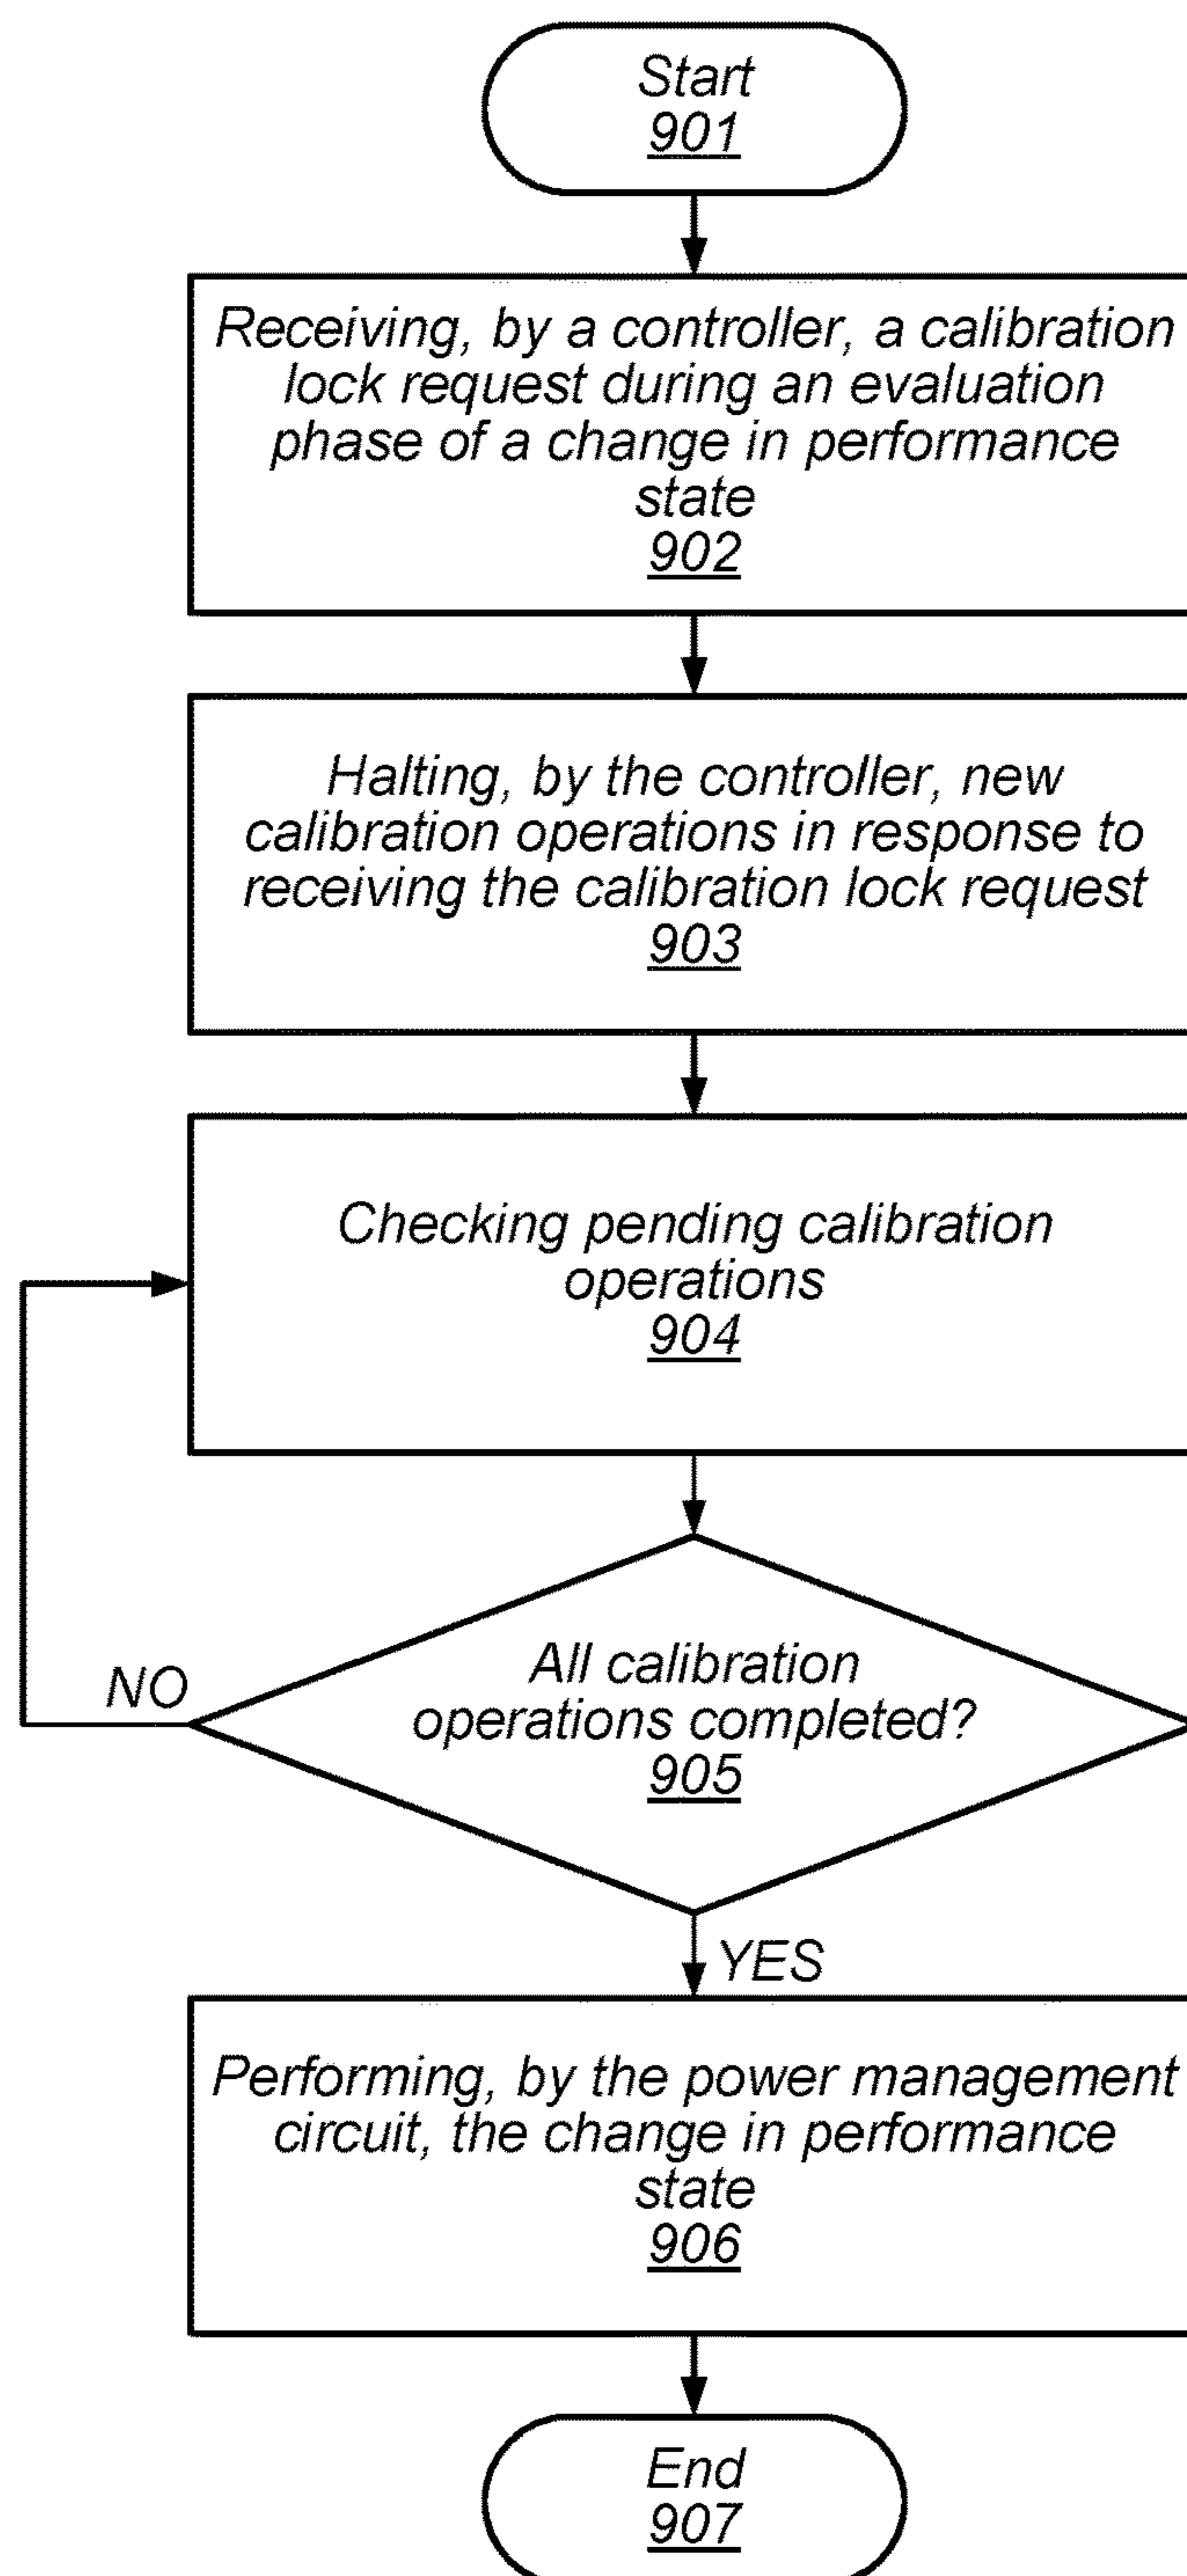 Start
901
Receiving, by a controller, a calibration
lock request during an evaluation
phase of a change in performance
state
902
Halting, by the controller, new
calibration operations in response to
receiving the calibration lock request
903
Checking pending calibration
operations
904
All calibration
operations completed?
905
NO
YES
Performing, by the power management
circuit, the change in performance
state
906
End
907